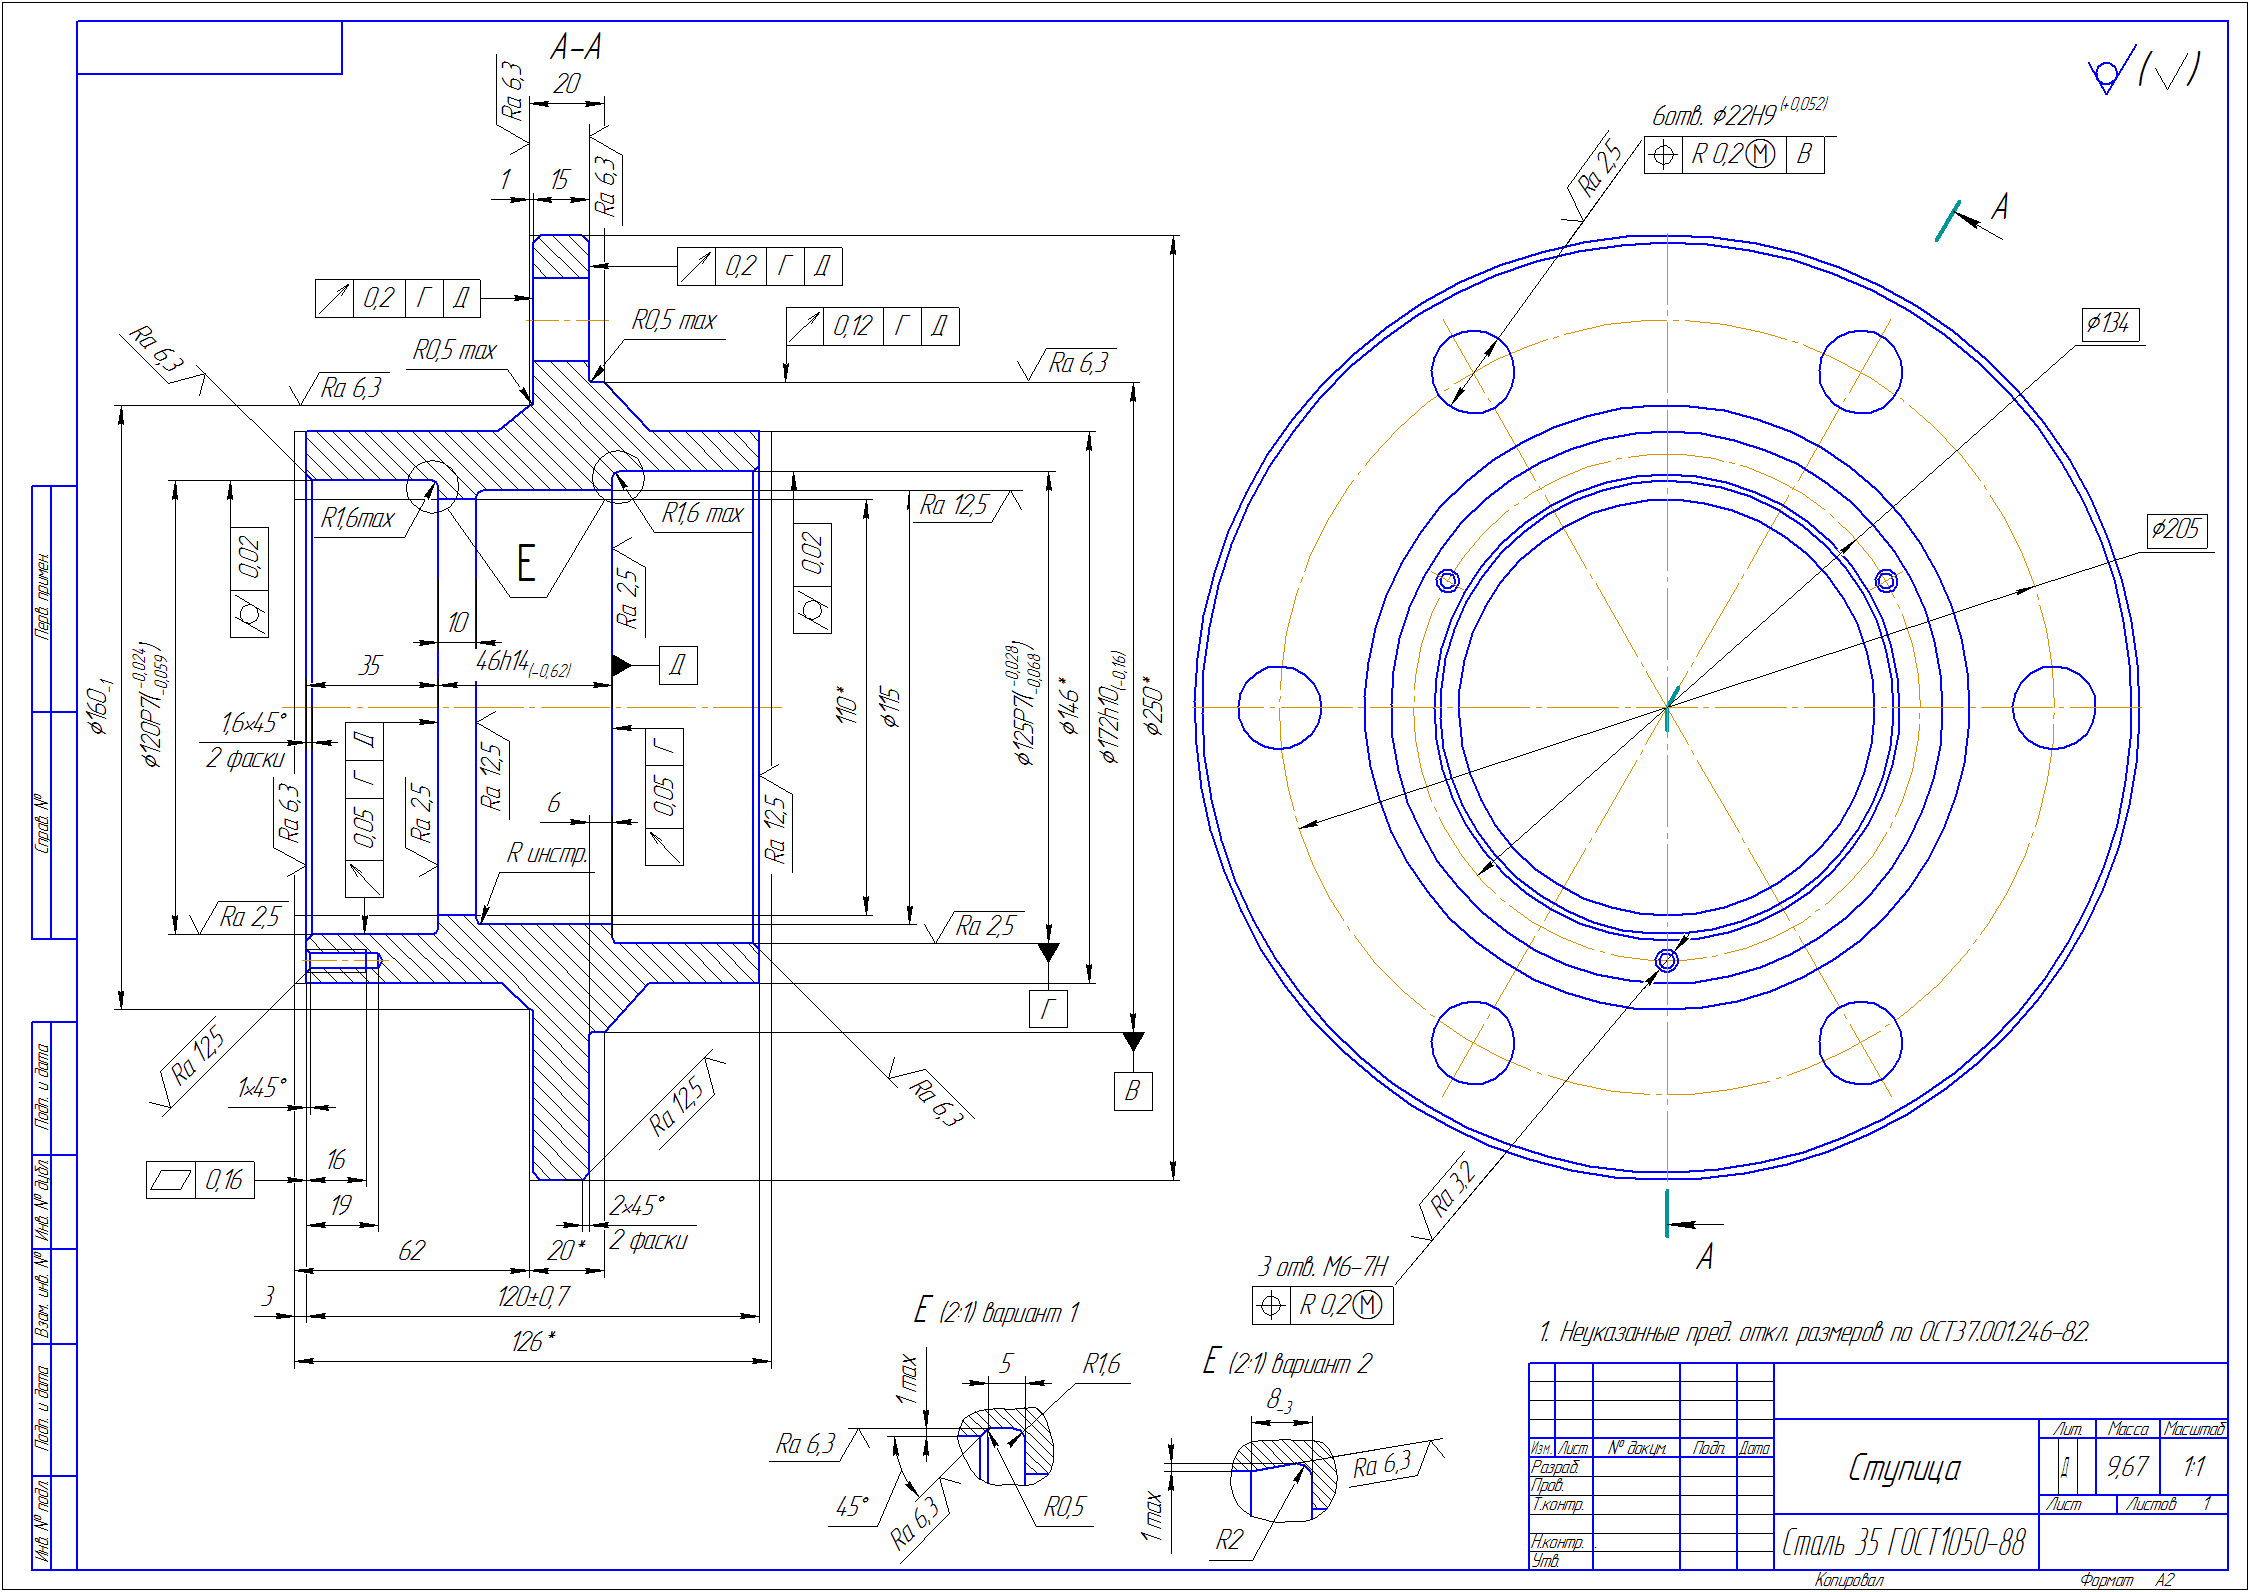 А-А
20
Ra 6,3
1
15
Ra 6,3
0,2 Г Д
0,2 Г Д
0,12 Г Д
R0,5 max
R0,5 max
Ra 6,3
Ra 6,3
Ra 6,3
R1,6max
R1,6 max
Ra 12,5
0,02
0,02
Е
Ra 2,5
10
35
46h14(-0,62)
Д
⌀160-1
⌀120P7(-0,024 -0,059)
1,6×45°
2 фаски
110*
⌀115
⌀125P7(-0,028 -0,068)
⌀146*
⌀172h10(-0,16)
⌀250*
0,05 Г Д
0,05 Г
Ra 6,3
Ra 2,5
Ra 12,5
Ra 12,5
6
R инстр.
Ra 2,5
Ra 2,5
Г
В
Ra 12,5
1×45°
Ra 12,5
Ra 6,3
0,16
16
19
2×45°
2 фаски
62
20*
3
120±0,7
126*
(√)
6отв. ⌀22H9(+0,052)
R 0,2 Ⓜ В
Ra 2,5
А
⌀134
⌀205
Ra 3,2
А
3 отв. М6-7Н
R 0,2 Ⓜ
Е (2:1) вариант 1
1 max
5
R1,6
Ra 6,3
45°
Ra 6,3
R0,5
Е (2:1) вариант 2
8-3
Ra 6,3
1 max
R2
1. Неуказанные пред. откл. размеров по ОСТ37.001.246-82.
Изм. Лист № докум. Подп. Дата
Разраб.
Пров.
Т.контр.
Н.контр.
Утв.
Ступица
Сталь 35 ГОСТ1050-88
Лит. Масса Масштаб
Д 9,67 1:1
Лист Листов 1
Копировал Формат А2
Перв. примен.
Справ. №
Подп. и дата
Инв. № дубл.
Взам. инв. №
Подп. и дата
Инв. № подл.